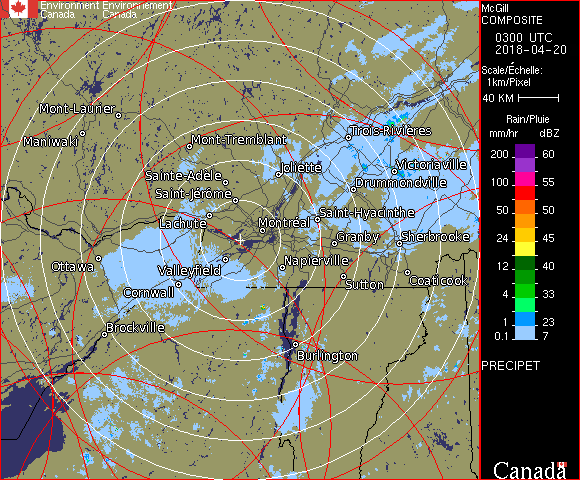 Environment Environnement
Canada Canada
McGill
COMPOSITE
0300 UTC
2018-04-20
Scale/Échelle:
1km/Pixel
40 KM
Rain/Pluie
mm/hr dBZ
200 60
100 55
50 50
24 45
12 40
4 33
1 23
0.1 7
PRECIPET
Canada
Mont-Laurier
Maniwaki
Mont-Tremblant
Trois-Rivières
Joliette
Victoriaville
Sainte-Adèle
Drummondville
Saint-Jérôme
Lachute
Saint-Hyacinthe
Montréal
Granby
Sherbrooke
Ottawa
Valleyfield
Napierville
Cornwall
Sutton
Coaticook
Brockville
Burlington